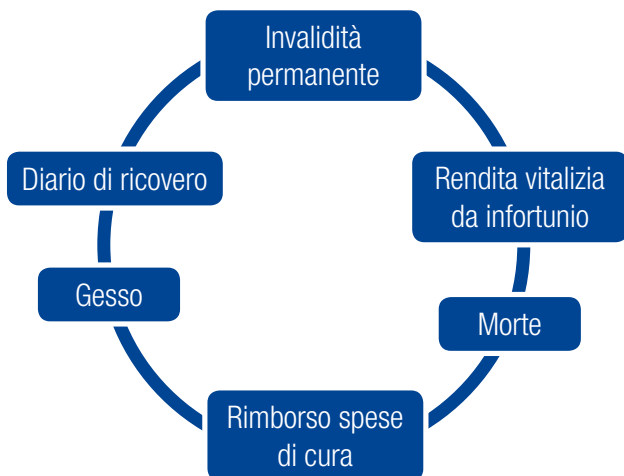 Invalidità
permanente
Diario di ricovero
Rendita vitalizia
da infortunio
Gesso
Morte
Rimborso spese
di cura